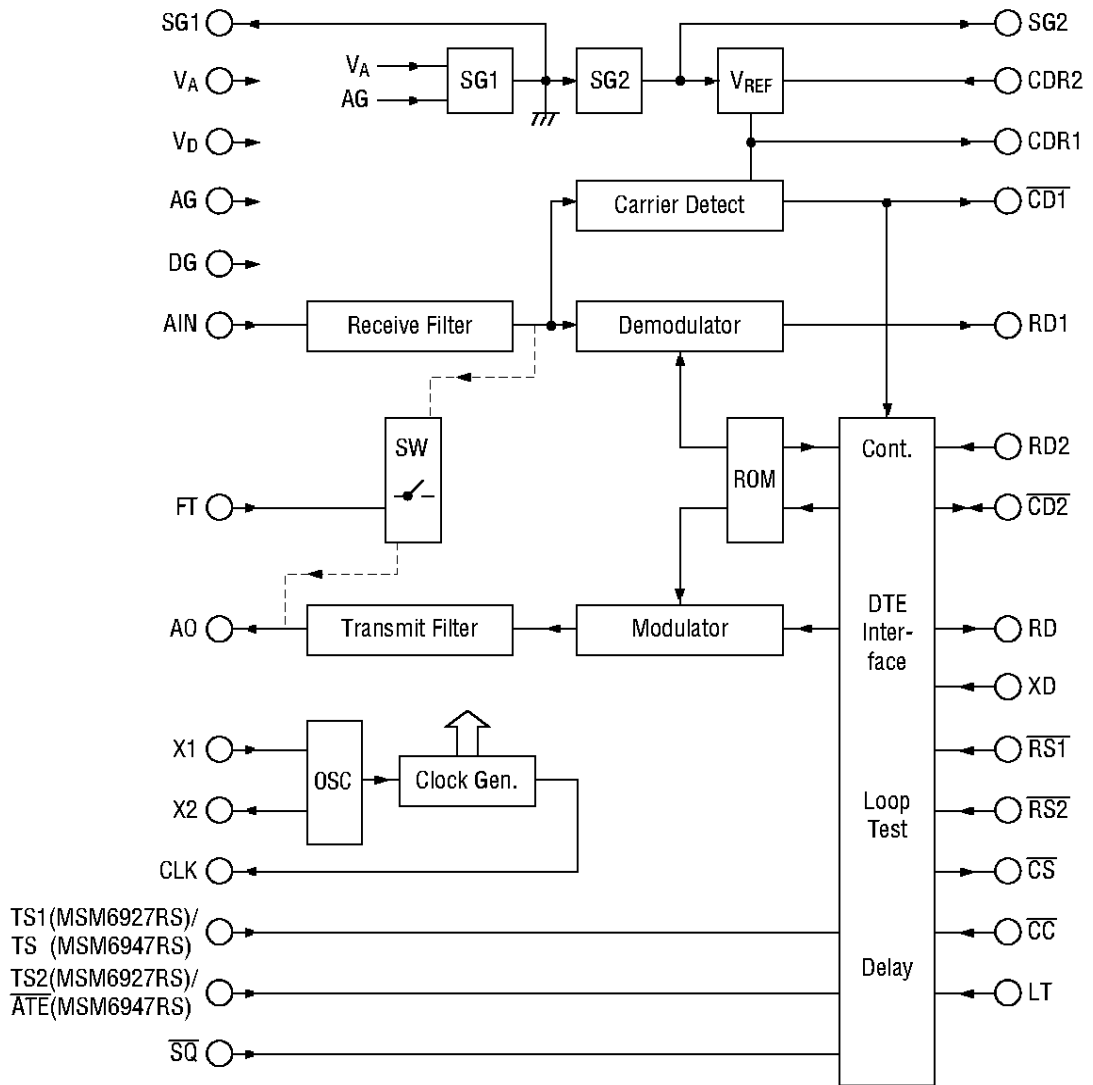 SG1
SG2
VA
AG
SG1
SG2
VREF
VA
CDR2
VD
CDR1
AG
Carrier Detect
CD1
DG
AIN
Receive Filter
Demodulator
RD1
SW
ROM
Cont.
RD2
FT
CD2
AO
Transmit Filter
Modulator
DTE
Inter-
face
RD
XD
X1
OSC
Clock Gen.
RS1
X2
Loop
Test
RS2
CLK
CS
TS1(MSM6927RS)/
TS (MSM6947RS)
CC
TS2(MSM6927RS)/
ATE(MSM6947RS)
Delay
LT
SQ